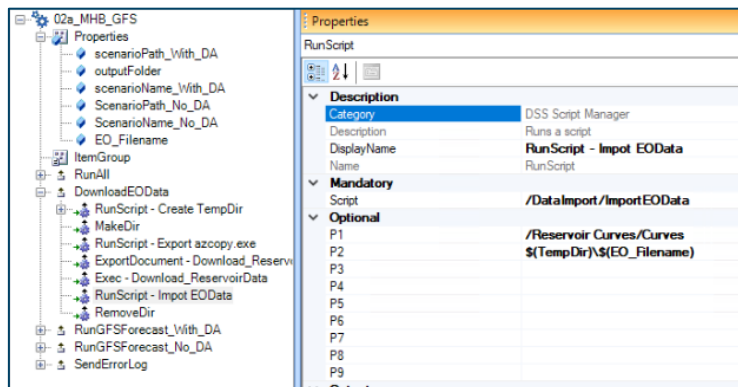 02a_MHB_GFS
Properties
scenarioPath_With_DA
outputFolder
scenarioName_With_DA
ScenarioPath_No_DA
ScenarioName_No_DA
EO_Filename
ItemGroup
RunAll
DownloadEOData
RunScript - Create TempDir
MakeDir
RunScript - Export azcopy.exe
ExportDocument - Download_Reserv
Exec - Download_ReservoirData
RunScript - Impot EOData
RemoveDir
RunGFSForecast_With_DA
RunGFSForecast_No_DA
SendErrorLog
Properties
RunScript
Description
Category DSS Script Manager
Description Runs a script
DisplayName RunScript - Impot EOData
Name RunScript
Mandatory
Script /DataImport/ImportEOData
Optional
P1 /Reservoir Curves/Curves
P2 $(TempDir)\$(EO_Filename)
P3
P4
P5
P6
P7
P8
P9